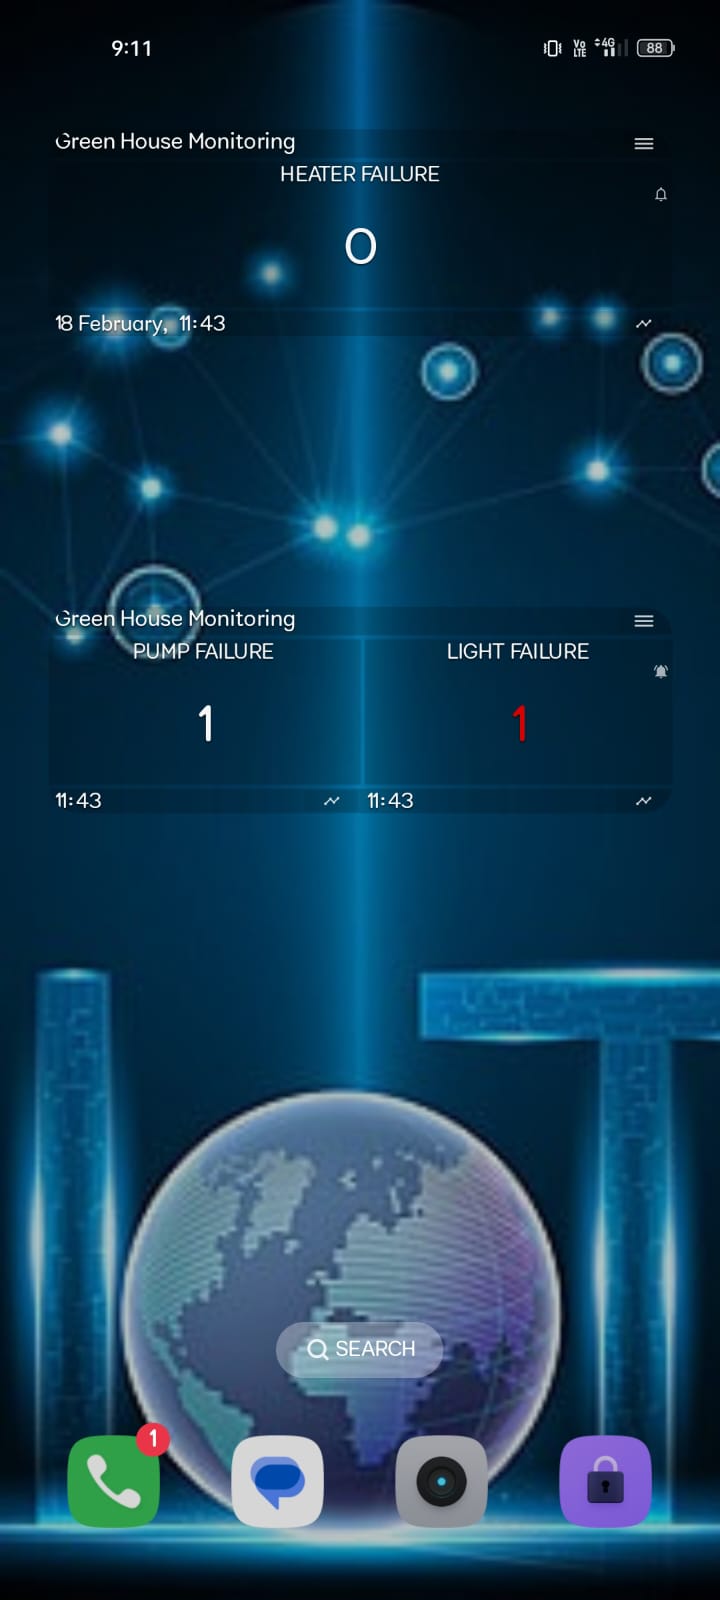 9:11
Vo LTE 4G 88
Green House Monitoring
HEATER FAILURE
0
18 February, 11:43
Green House Monitoring
PUMP FAILURE LIGHT FAILURE
1 1
11:43 11:43
I T
SEARCH
1